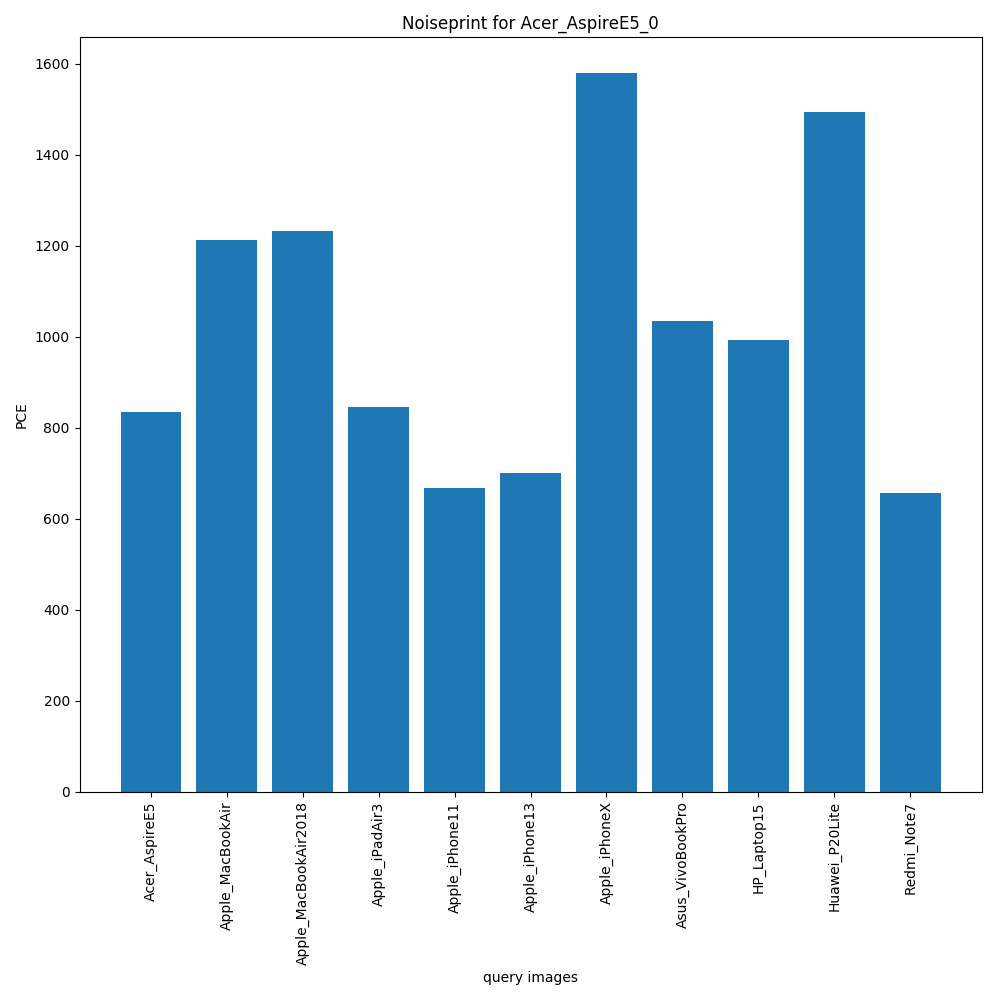 Noiseprint for Acer_AspireE5_0
PCE
1600
1400
1200
1000
800
600
400
200
0
Acer_AspireE5
Apple_MacBookAir
Apple_MacBookAir2018
Apple_iPadAir3
Apple_iPhone11
Apple_iPhone13
Apple_iPhoneX
Asus_VivoBookPro
HP_Laptop15
Huawei_P20Lite
Redmi_Note7
query images